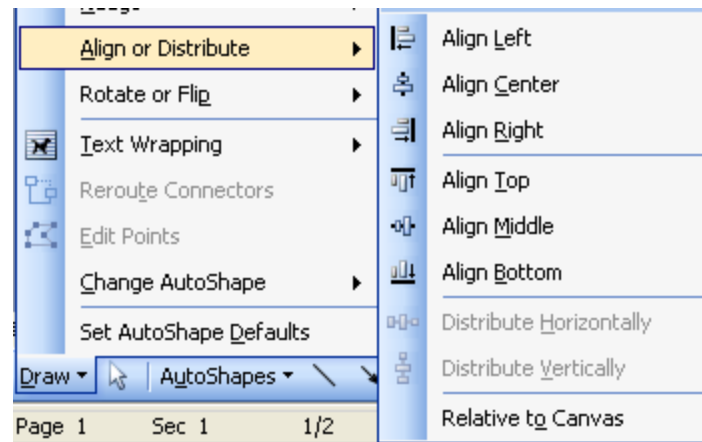 Align or Distribute
Rotate or Flip
Text Wrapping
Reroute Connectors
Edit Points
Change AutoShape
Set AutoShape Defaults
Draw
AutoShapes
Page 1 Sec 1 1/2
Align Left
Align Center
Align Right
Align Top
Align Middle
Align Bottom
Distribute Horizontally
Distribute Vertically
Relative to Canvas